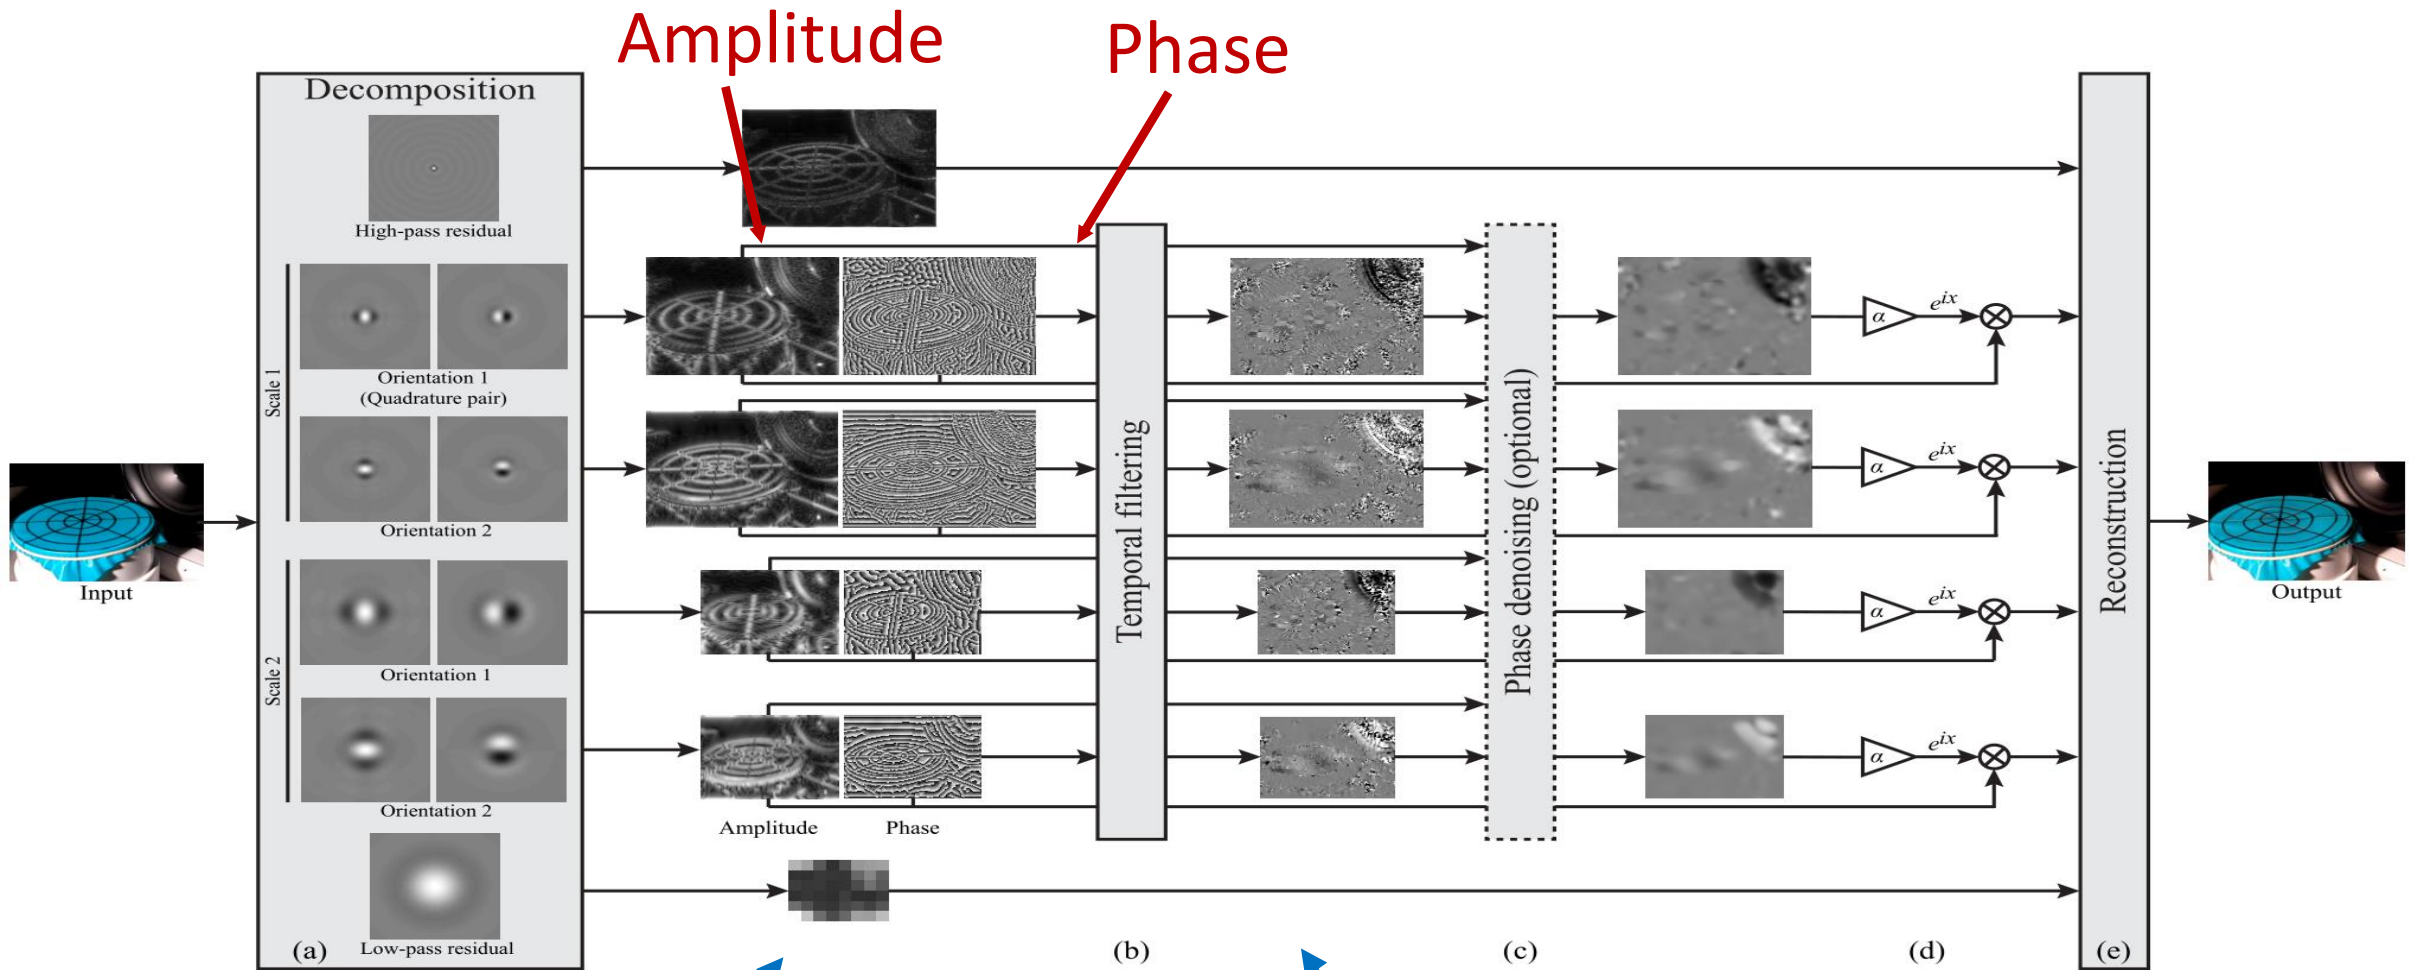 Amplitude
Phase
Decomposition
High-pass residual
Scale 1
Orientation 1
(Quadrature pair)
Orientation 2
Scale 2
Orientation 1
Orientation 2
Low-pass residual
(a)
Input
Amplitude
Phase
Temporal filtering
(b)
Phase denoising (optional)
(c)
α
e^{ix}
α
e^{ix}
α
e^{ix}
α
e^{ix}
(d)
Reconstruction
(e)
Output